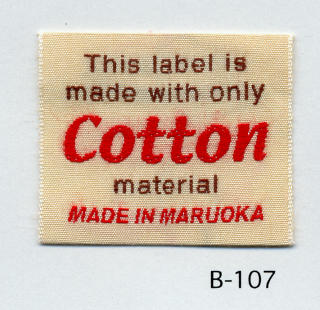 This label is
made with only
Cotton
material
MADE IN MARUOKA
B-107